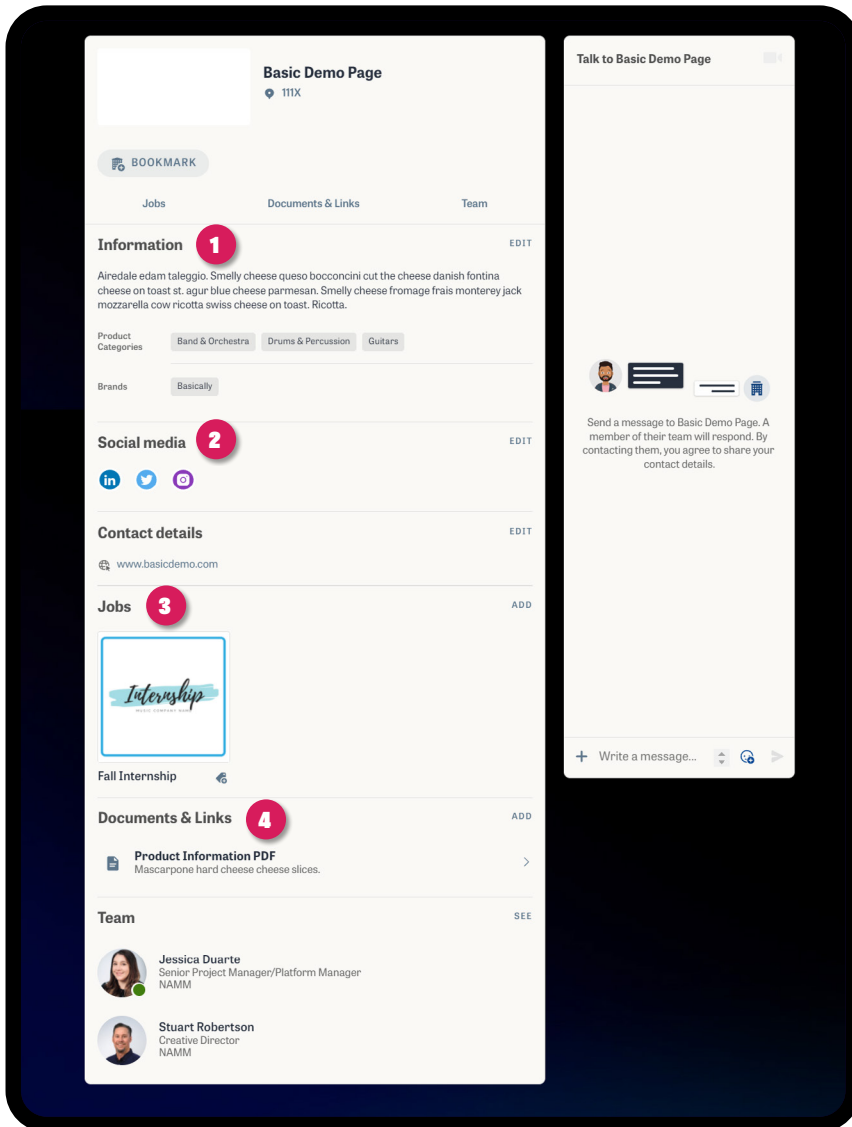 Basic Demo Page
111X
BOOKMARK
Jobs
Documents & Links
Team
Information 1
EDIT
Airedale edam taleggio. Smelly cheese queso bocconcini cut the cheese danish fontina
cheese on toast st. agur blue cheese parmesan. Smelly cheese fromage frais monterey jack
mozzarella cow ricotta swiss cheese on toast. Ricotta.
Product
Categories
Band & Orchestra
Drums & Percussion
Guitars
Brands
Basically
Social media 2
EDIT
in
Contact details
EDIT
www.basicdemo.com
Jobs 3
ADD
Internship
MUSIC COMPANY NAME
Fall Internship
Documents & Links 4
ADD
Product Information PDF
Mascarpone hard cheese cheese slices.
Team
SEE
Jessica Duarte
Senior Project Manager/Platform Manager
NAMM
Stuart Robertson
Creative Director
NAMM
Talk to Basic Demo Page
Send a message to Basic Demo Page. A
member of their team will respond. By
contacting them, you agree to share your
contact details.
Write a message...